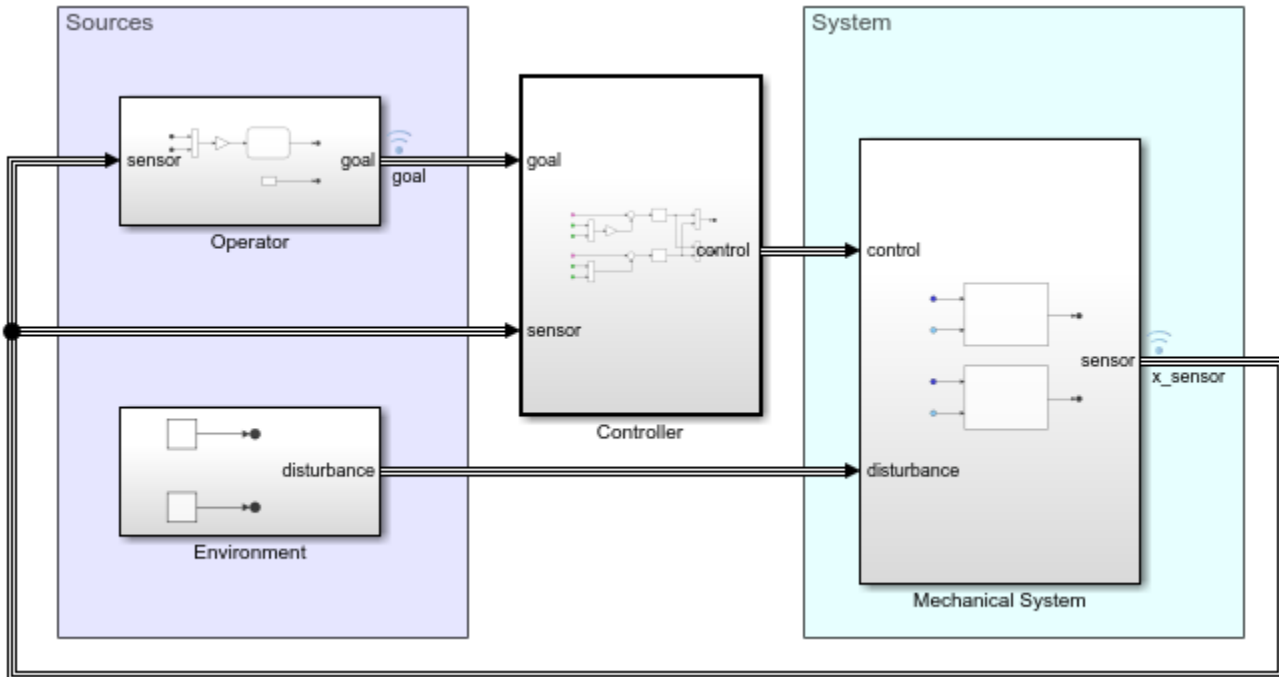 Sources
System
sensor
goal
goal
Operator
goal
control
sensor
Controller
control
sensor
x_sensor
disturbance
Mechanical System
disturbance
Environment